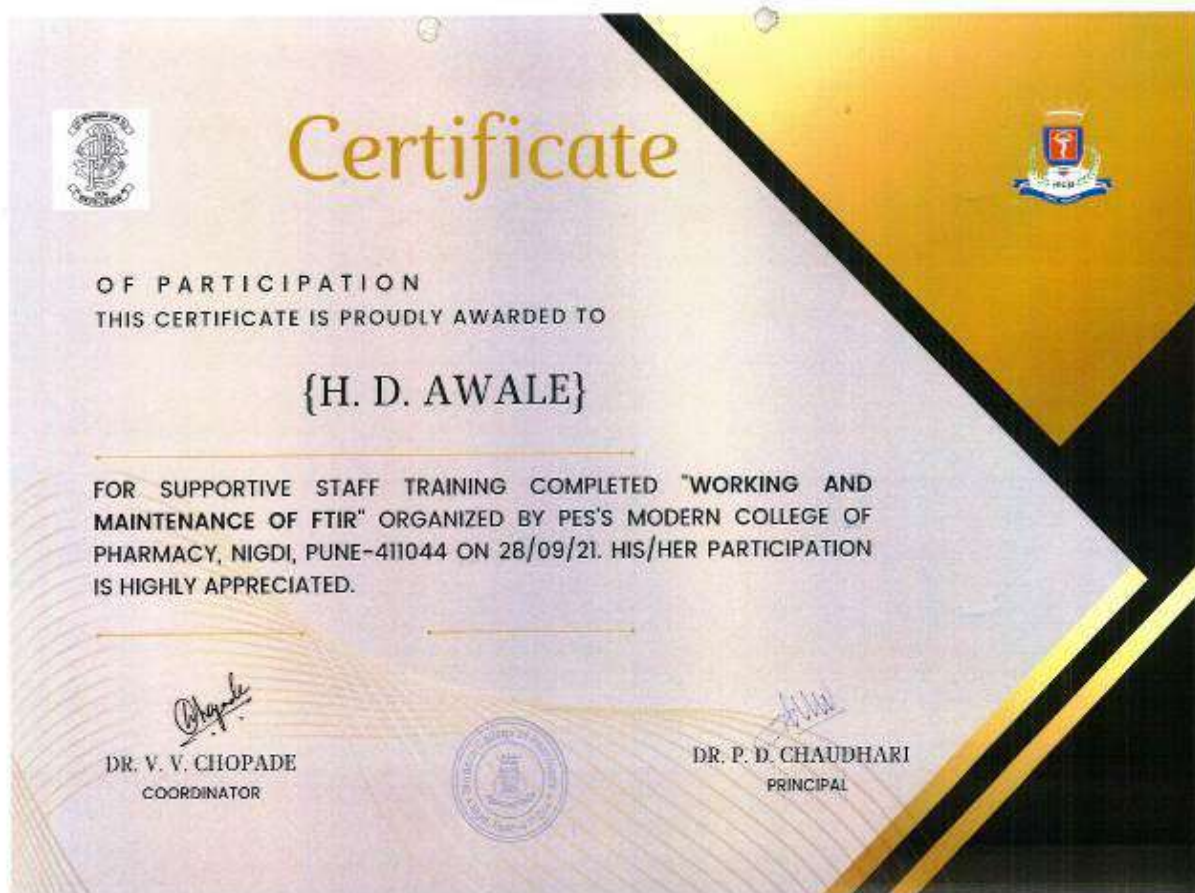 Certificate
OF PARTICIPATION
THIS CERTIFICATE IS PROUDLY AWARDED TO
{H. D. AWALE}
FOR SUPPORTIVE STAFF TRAINING COMPLETED "WORKING AND
MAINTENANCE OF FTIR" ORGANIZED BY PES'S MODERN COLLEGE OF
PHARMACY, NIGDI, PUNE-411044 ON 28/09/21. HIS/HER PARTICIPATION
IS HIGHLY APPRECIATED.
Chopade
DR. V. V. CHOPADE
COORDINATOR
DR. P. D. CHAUDHARI
PRINCIPAL